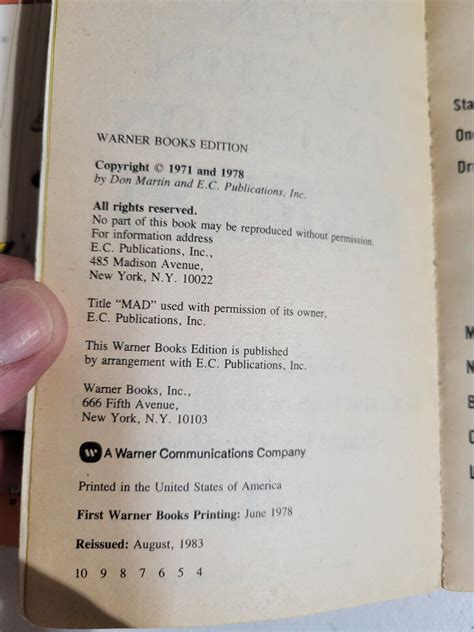 WARNER BOOKS EDITION
Copyright © 1971 and 1978
by Don Martin and E.C. Publications, Inc.
All rights reserved.
No part of this book may be reproduced without permission.
For information address
E.C. Publications, Inc.,
485 Madison Avenue,
New York, N.Y. 10022
Title "MAD" used with permission of its owner,
E.C. Publications, Inc.
This Warner Books Edition is published
by arrangement with E.C. Publications, Inc.
Warner Books, Inc.,
666 Fifth Avenue,
New York, N.Y. 10103
A Warner Communications Company
Printed in the United States of America
First Warner Books Printing: June 1978
Reissued: August, 1983
10 9 8 7 6 5 4
Sta
On
Dr
M
N
B